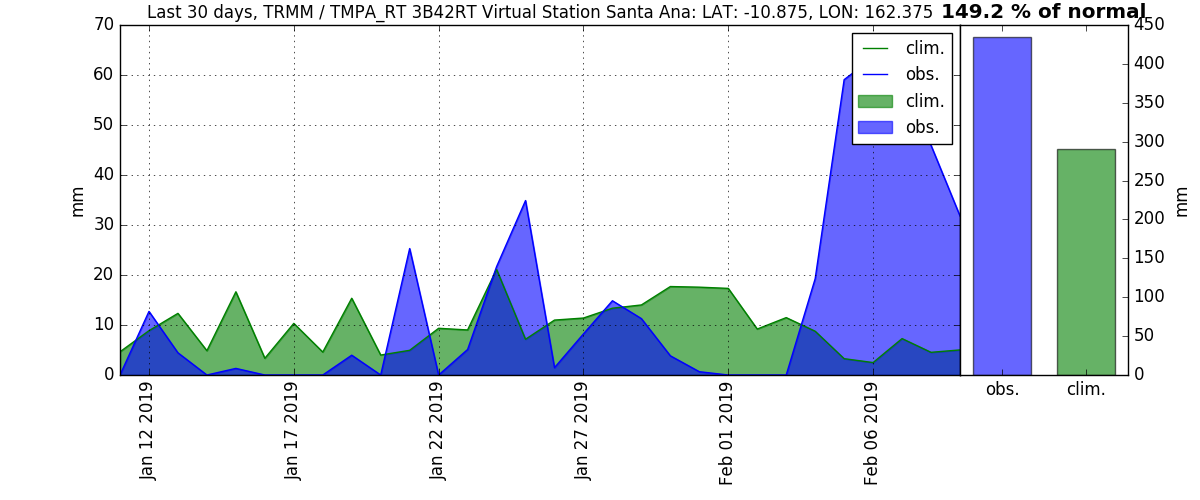 Last 30 days, TRMM / TMPA_RT 3B42RT Virtual Station Santa Ana: LAT: -10.875, LON: 162.375 149.2 % of normal
70
60
50
40
30
20
10
0
mm
clim.
obs.
clim.
obs.
Jan 12 2019
Jan 17 2019
Jan 22 2019
Jan 27 2019
Feb 01 2019
Feb 06 2019
450
400
350
300
250
200
150
100
50
0
mm
obs.
clim.